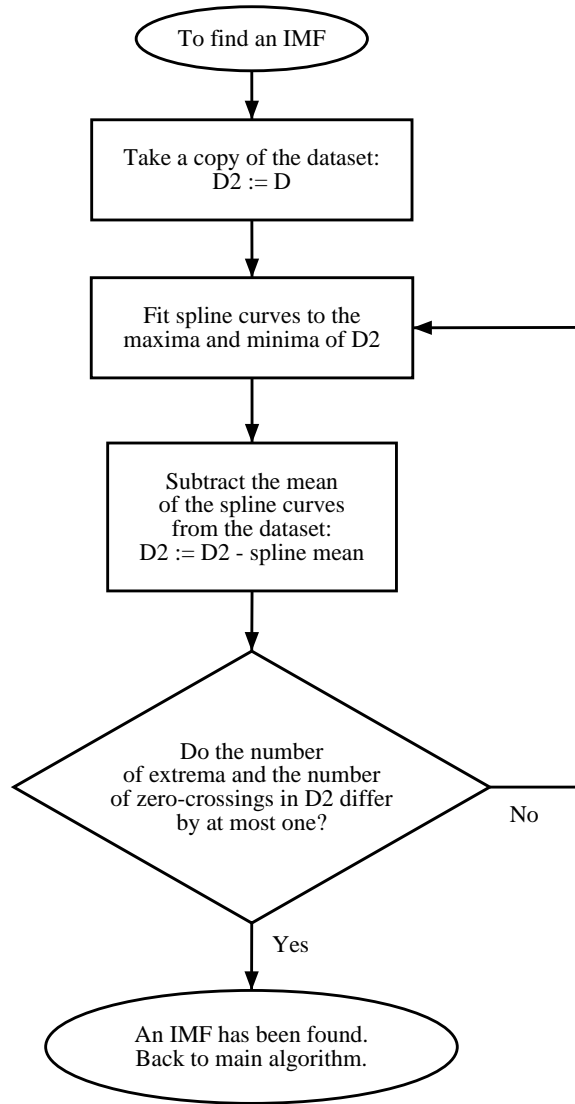 To find an IMF
Take a copy of the dataset:
D2 := D
Fit spline curves to the
maxima and minima of D2
Subtract the mean
of the spline curves
from the dataset:
D2 := D2 - spline mean
Do the number
of extrema and the number
of zero-crossings in D2 differ
by at most one?
No
Yes
An IMF has been found.
Back to main algorithm.